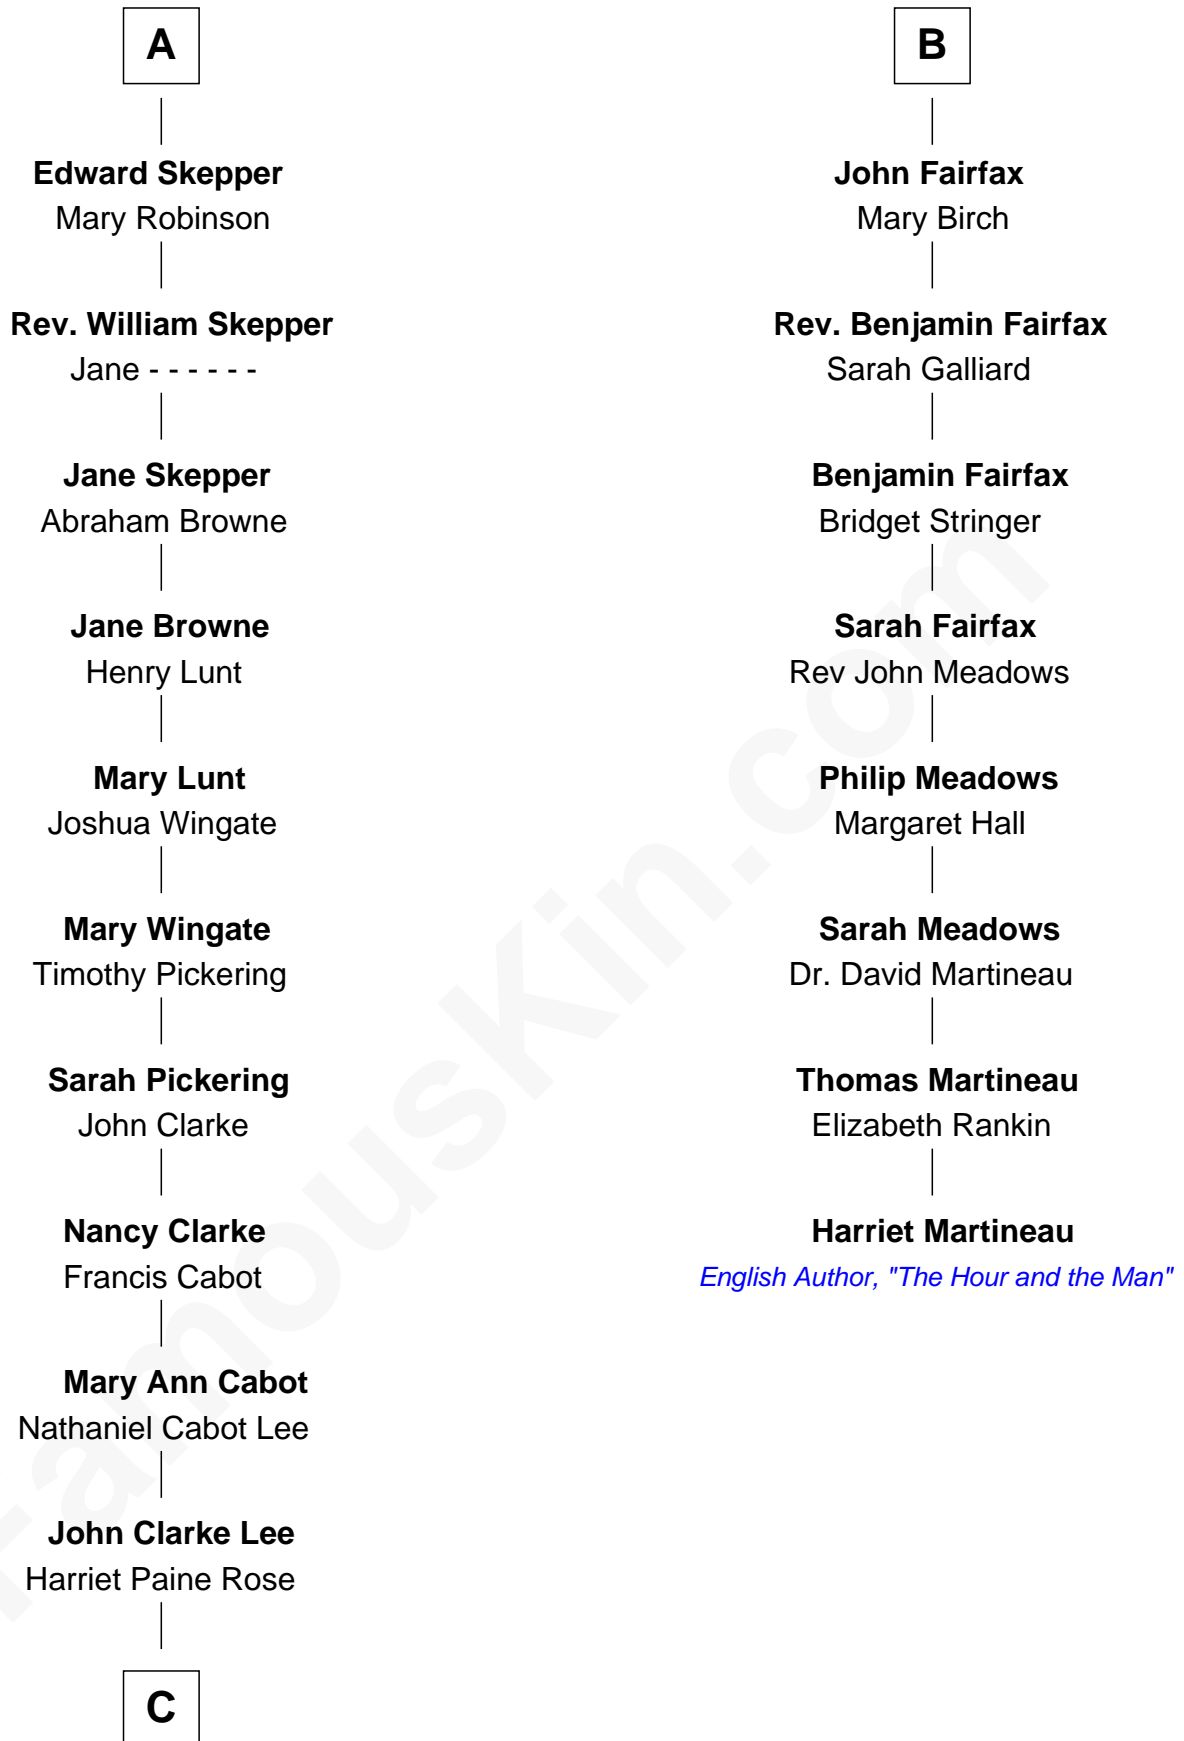 A
Edward Skepper
Mary Robinson
Rev. William Skepper
Jane - - - - - -
Jane Skepper
Abraham Browne
Jane Browne
Henry Lunt
Mary Lunt
Joshua Wingate
Mary Wingate
Timothy Pickering
Sarah Pickering
John Clarke
Nancy Clarke
Francis Cabot
Mary Ann Cabot
Nathaniel Cabot Lee
John Clarke Lee
Harriet Paine Rose
C
B
John Fairfax
Mary Birch
Rev. Benjamin Fairfax
Sarah Galliard
Benjamin Fairfax
Bridget Stringer
Sarah Fairfax
Rev John Meadows
Philip Meadows
Margaret Hall
Sarah Meadows
Dr. David Martineau
Thomas Martineau
Elizabeth Rankin
Harriet Martineau
English Author, "The Hour and the Man"
FamousKin.com